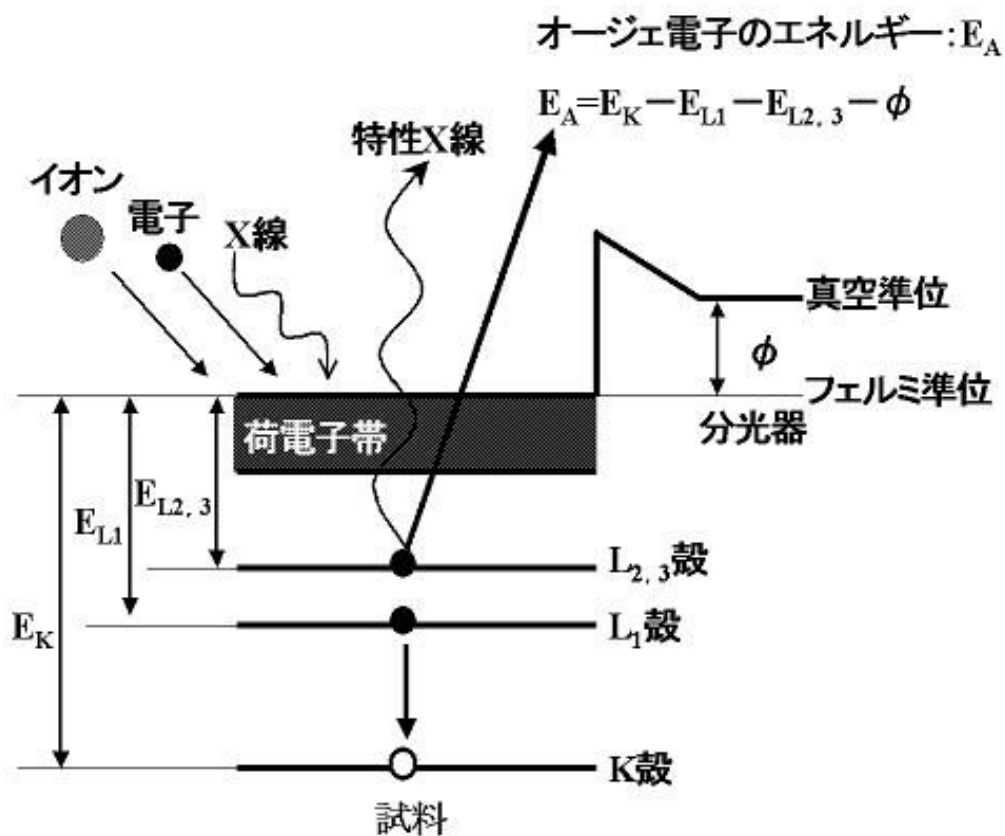 オージェ電子のエネルギー:E_A
E_A=E_K－E_L1－E_L2,3－φ
特性X線
イオン
電子
X線
真空準位
φ
フェルミ準位
分光器
荷電子帯
E_L2,3
E_L1
E_K
L_2,3殻
L_1殻
K殻
試料